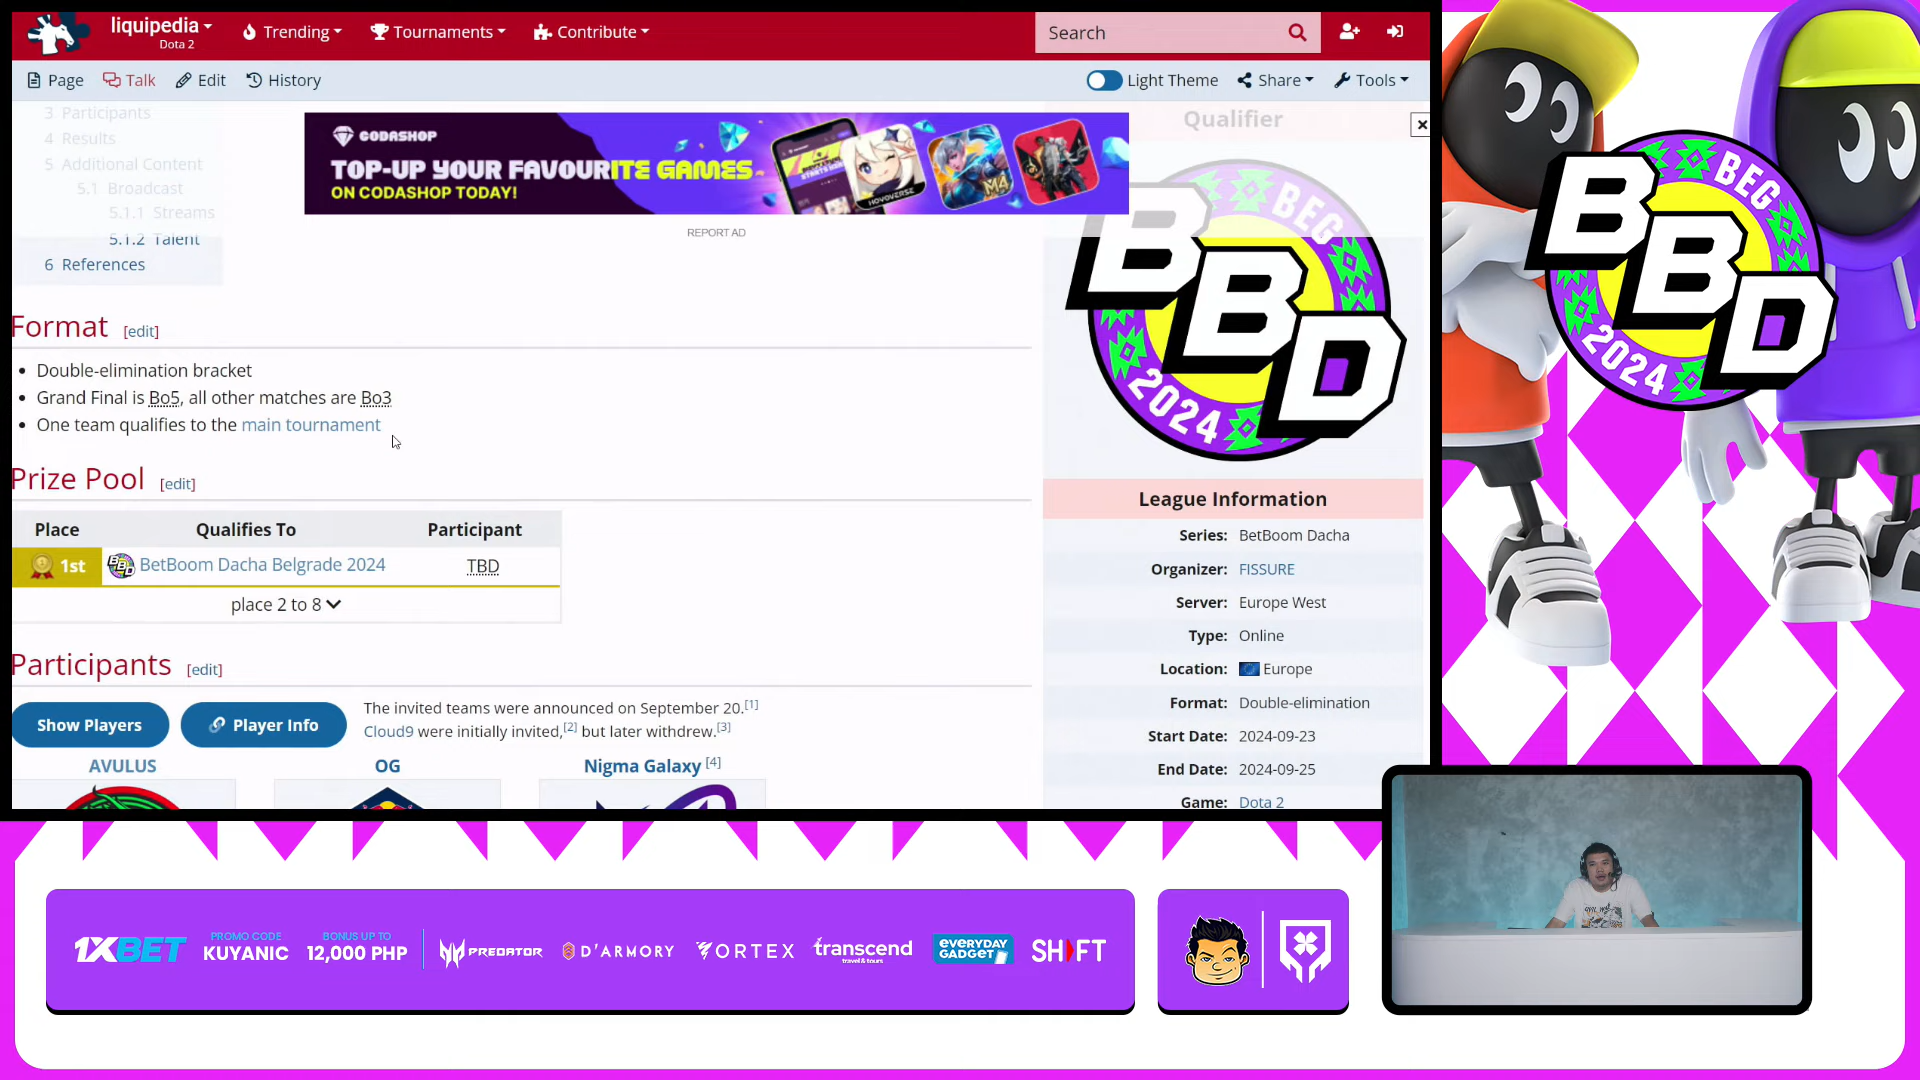 liquipedia
Dota 2
Trending
Tournaments
Contribute
Search
Page
Talk
Edit
History
Light Theme
Share
Tools
3 Participants
4 Results
5 Additional Content
5.1 Broadcast
5.1.1 Streams
5.1.2 Talent
6 References
CODASHOP
TOP-UP YOUR FAVOURITE GAMES
ON CODASHOP TODAY!
HOYOVERSE
M4
REPORT AD
Format [edit]
Double-elimination bracket
Grand Final is Bo5, all other matches are Bo3
One team qualifies to the main tournament
Prize Pool [edit]
Place Qualifies To Participant
1st BetBoom Dacha Belgrade 2024 TBD
place 2 to 8
Participants [edit]
Show Players
Player Info
The invited teams were announced on September 20.[1]
Cloud9 were initially invited,[2] but later withdrew.[3]
AVULUS
OG
Nigma Galaxy [4]
Qualifier
BEG
BBD
2024
League Information
Series: BetBoom Dacha
Organizer: FISSURE
Server: Europe West
Type: Online
Location: Europe
Format: Double-elimination
Start Date: 2024-09-23
End Date: 2024-09-25
Game: Dota 2
BEG
BBD
2024
1XBET
PROMO CODE
KUYANIC
BONUS UP TO
12,000 PHP
PREDATOR
D'ARMORY
VORTEX
transcend
travel & tours
EVERYDAY
GADGET
SHIFT